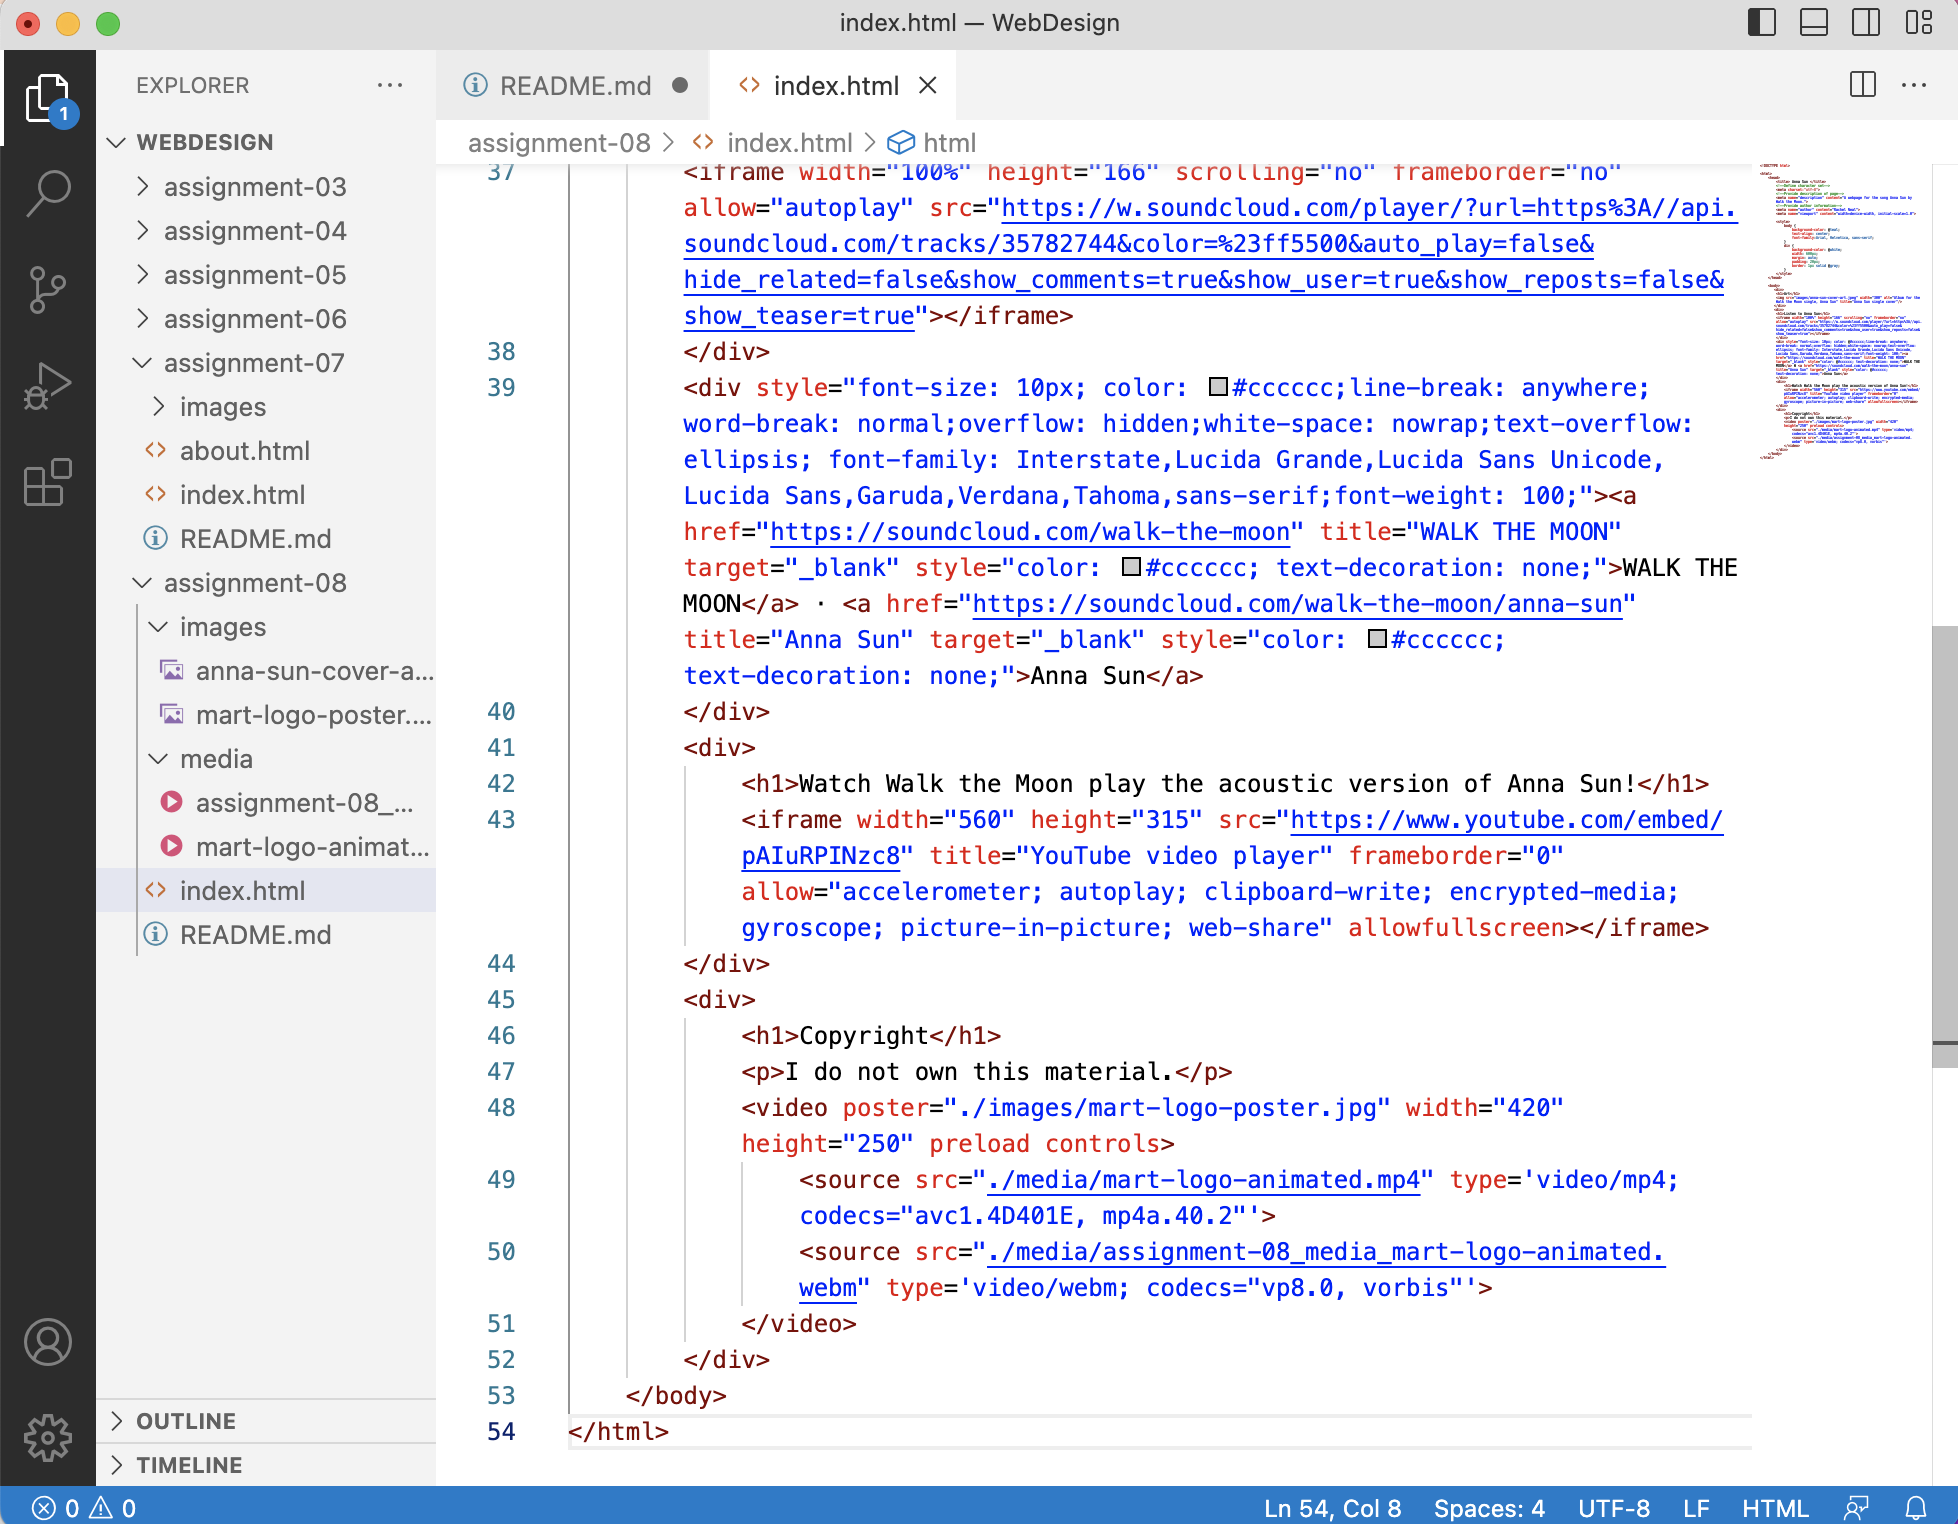 index.html — WebDesign
EXPLORER
README.md
index.html
1
WEBDESIGN
assignment-08 > index.html > html
assignment-03
assignment-04
assignment-05
assignment-06
assignment-07
images
about.html
index.html
README.md
assignment-08
images
anna-sun-cover-a...
mart-logo-poster....
media
assignment-08_...
mart-logo-animat...
index.html
README.md
OUTLINE
TIMELINE
37 <iframe width="100%" height="166" scrolling="no" frameborder="no"
allow="autoplay" src="https://w.soundcloud.com/player/?url=https%3A//api.
soundcloud.com/tracks/35782744&color=%23ff5500&auto_play=false&
hide_related=false&show_comments=true&show_user=true&show_reposts=false&
show_teaser=true"></iframe>
38 </div>
39 <div style="font-size: 10px; color: #cccccc;line-break: anywhere;
word-break: normal;overflow: hidden;white-space: nowrap;text-overflow:
ellipsis; font-family: Interstate,Lucida Grande,Lucida Sans Unicode,
Lucida Sans,Garuda,Verdana,Tahoma,sans-serif;font-weight: 100;"><a
href="https://soundcloud.com/walk-the-moon" title="WALK THE MOON"
target="_blank" style="color: #cccccc; text-decoration: none;">WALK THE
MOON</a> · <a href="https://soundcloud.com/walk-the-moon/anna-sun"
title="Anna Sun" target="_blank" style="color: #cccccc;
text-decoration: none;">Anna Sun</a>
40 </div>
41 <div>
42 <h1>Watch Walk the Moon play the acoustic version of Anna Sun!</h1>
43 <iframe width="560" height="315" src="https://www.youtube.com/embed/
pAIuRPINzc8" title="YouTube video player" frameborder="0"
allow="accelerometer; autoplay; clipboard-write; encrypted-media;
gyroscope; picture-in-picture; web-share" allowfullscreen></iframe>
44 </div>
45 <div>
46 <h1>Copyright</h1>
47 <p>I do not own this material.</p>
48 <video poster="./images/mart-logo-poster.jpg" width="420"
height="250" preload controls>
49 <source src="./media/mart-logo-animated.mp4" type='video/mp4;
codecs="avc1.4D401E, mp4a.40.2"'>
50 <source src="./media/assignment-08_media_mart-logo-animated.
webm" type='video/webm; codecs="vp8.0, vorbis"'>
51 </video>
52 </div>
53 </body>
54 </html>
0 0
Ln 54, Col 8 Spaces: 4 UTF-8 LF HTML